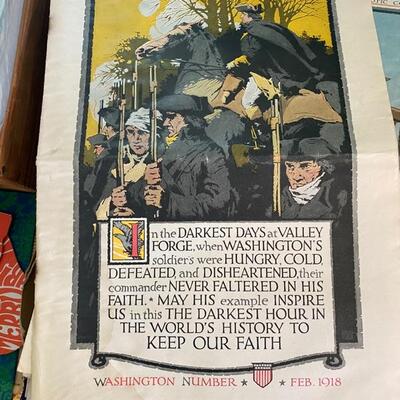 In the DARKEST DAYS at VALLEY
FORGE, when WASHINGTON'S
soldiers were HUNGRY, COLD,
DEFEATED, and DISHEARTENED, their
commander NEVER FALTERED IN HIS
FAITH. * MAY HIS example INSPIRE
US in this THE DARKEST HOUR IN
THE WORLD'S HISTORY TO
KEEP OUR FAITH
WASHINGTON NUMBER ★ ★ FEB. 1918